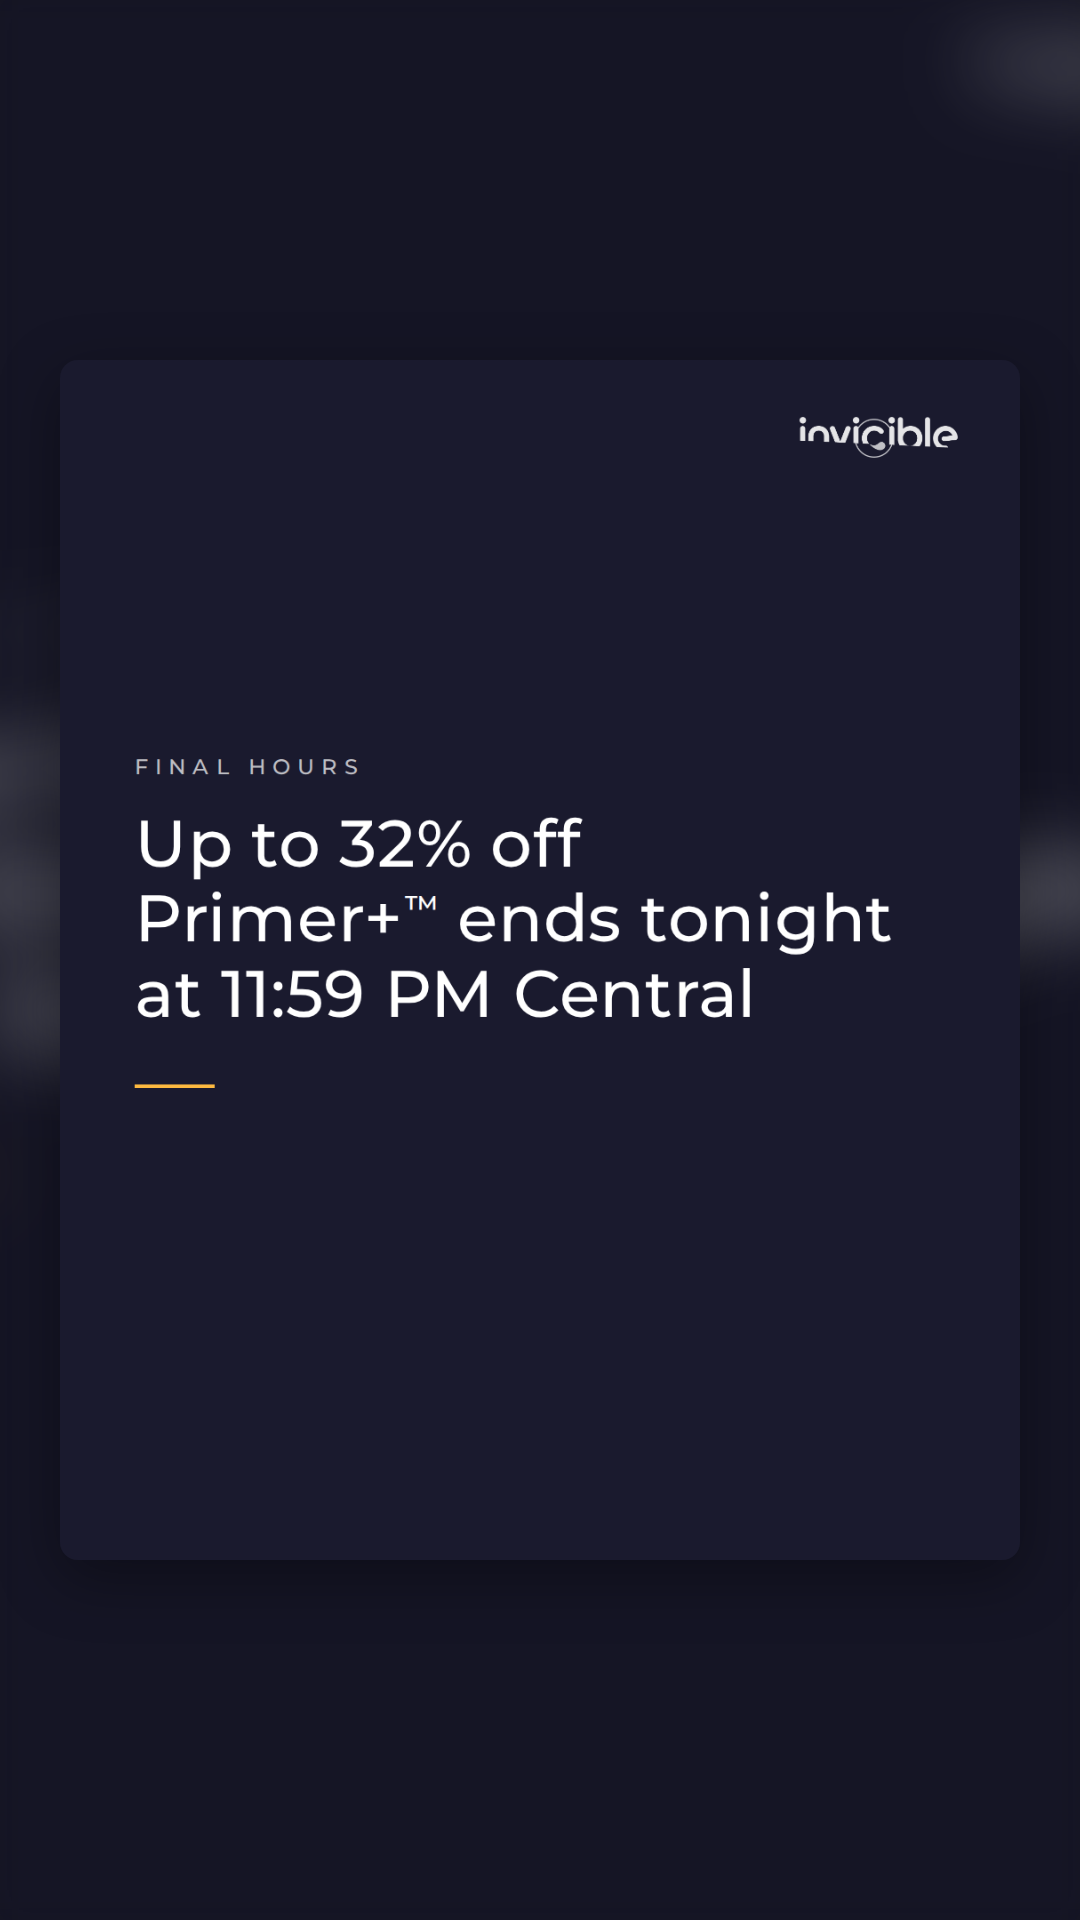 invicible
FINAL HOURS
Up to 32% off
Primer+™ ends tonight
at 11:59 PM Central